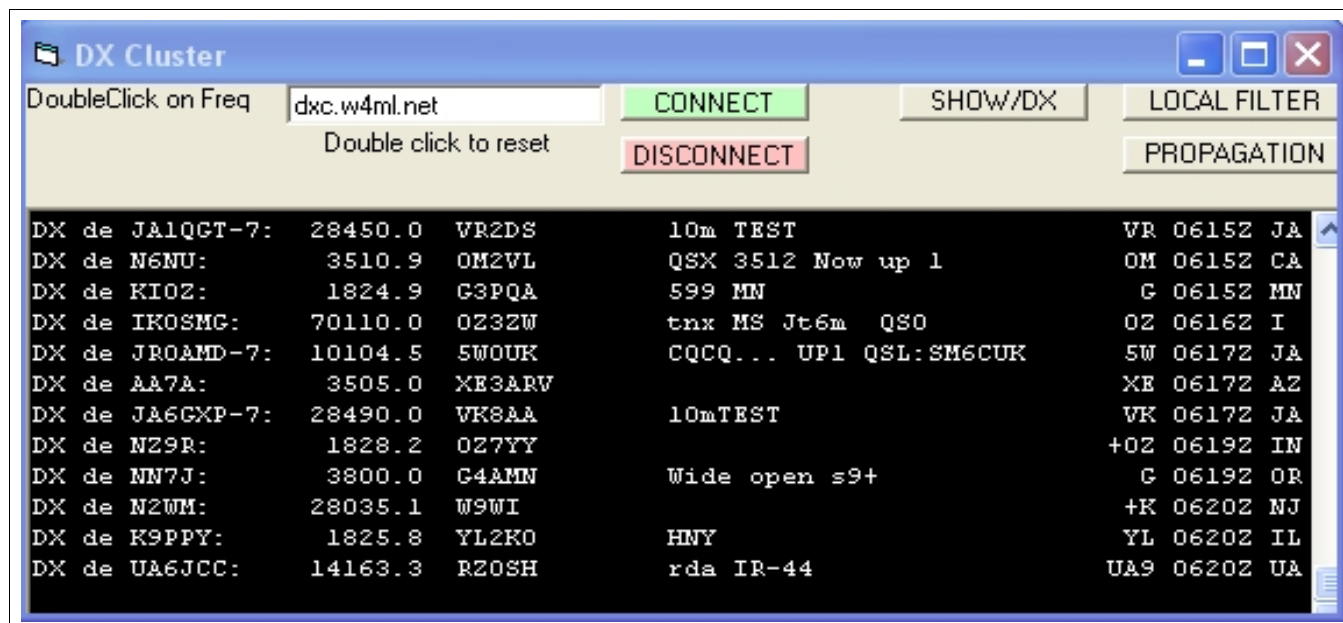 DX Cluster
DoubleClick on Freq dxc.w4ml.net CONNECT SHOW/DX LOCAL FILTER
Double click to reset DISCONNECT PROPAGATION
DX de JA1QGT-7: 28450.0 VR2DS 10m TEST VR 0615Z JA
DX de N6NU: 3510.9 OM2VL QSX 3512 Now up 1 OM 0615Z CA
DX de KI0Z: 1824.9 G3PQA 599 MN G 0615Z MN
DX de IK0SMG: 70110.0 OZ3ZW tnx MS Jt6m QSO OZ 0616Z I
DX de JR0AMD-7: 10104.5 5W0UK CQCQ... UP1 QSL:SM6CUK 5W 0617Z JA
DX de AA7A: 3505.0 XE3ARV XE 0617Z AZ
DX de JA6GXP-7: 28490.0 VK8AA 10mTEST VK 0617Z JA
DX de NZ9R: 1828.2 OZ7YY +OZ 0619Z IN
DX de NN7J: 3800.0 G4AMN Wide open s9+ G 0619Z OR
DX de N2WM: 28035.1 W9WI +K 0620Z NJ
DX de K9PPY: 1825.8 YL2KO HNY YL 0620Z IL
DX de UA6JCC: 14163.3 RZ0SH rda IR-44 UA9 0620Z UA